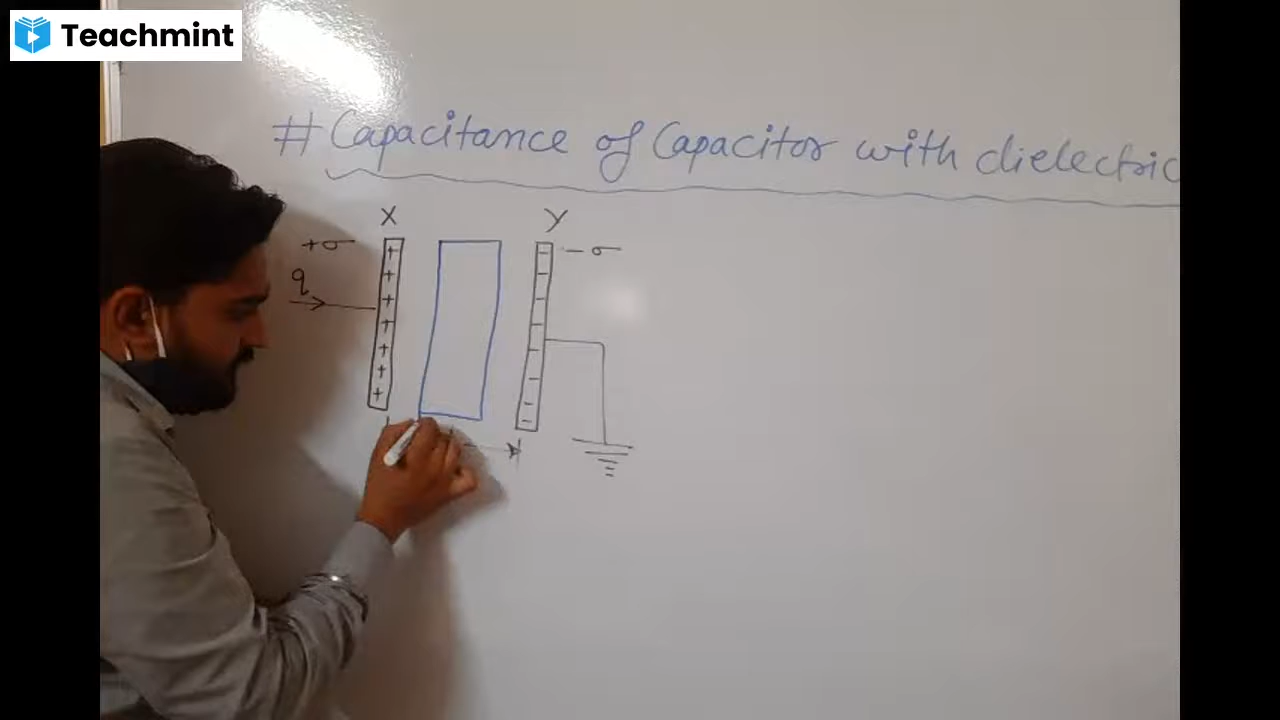 Teachmint
# Capacitance of Capacitor with dielectric
X Y
+σ -σ
q